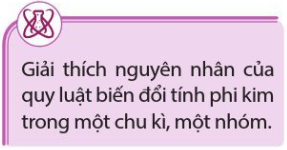 Giải thích nguyên nhân của
quy luật biến đổi tính phi kim
trong một chu kì, một nhóm.